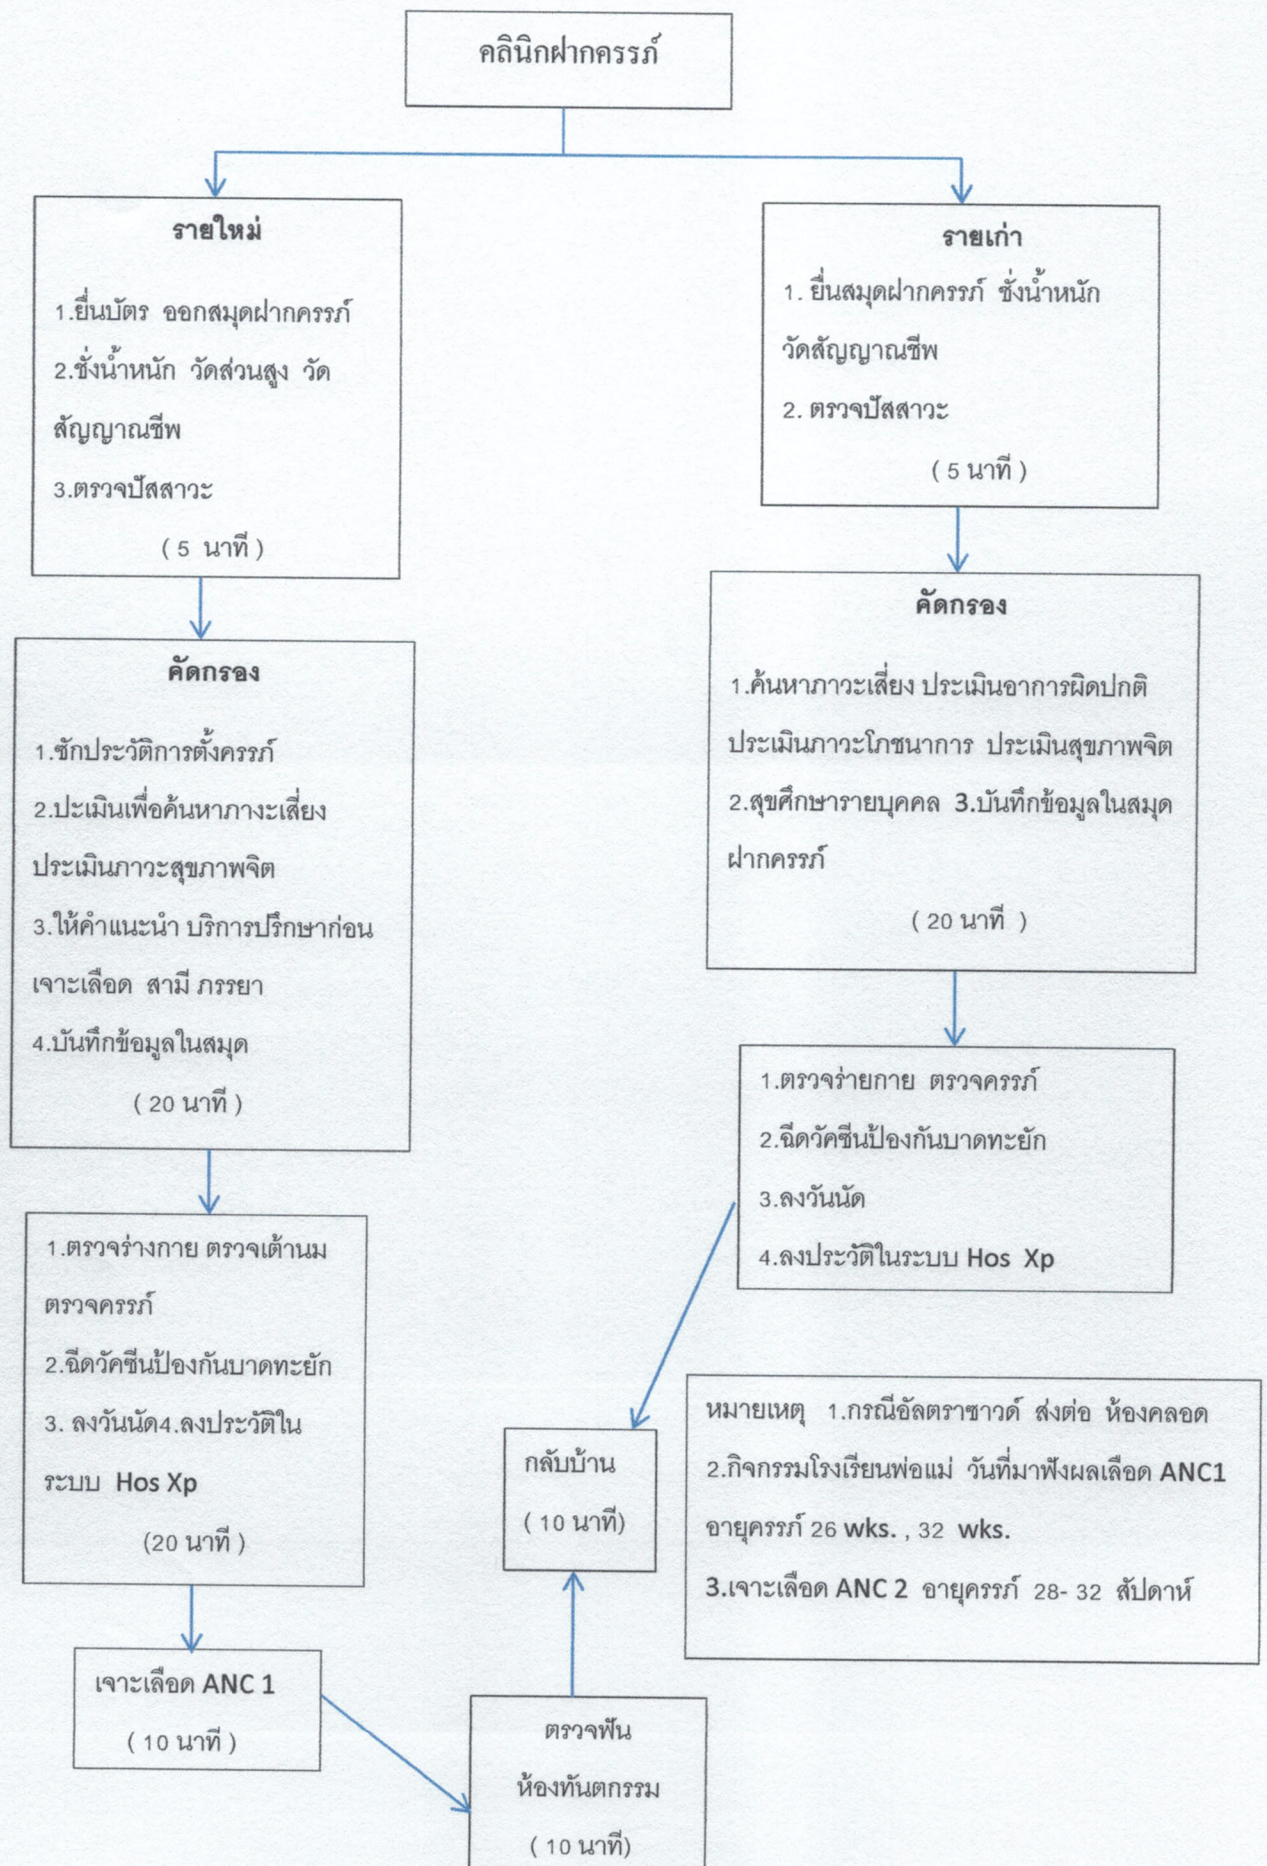 คลินิกฝากครรภ์
รายใหม่
1.ยื่นบัตร ออกสมุดฝากครรภ์
2.ชั่งน้ำหนัก วัดส่วนสูง วัด
สัญญาณชีพ
3.ตรวจปัสสาวะ
( 5 นาที )
คัดกรอง
1.ซักประวัติการตั้งครรภ์
2.ปะเมินเพื่อค้นหาภางะเสี่ยง
ประเมินภาวะสุขภาพจิต
3.ให้คำแนะนำ บริการปรึกษาก่อน
เจาะเลือด สามี ภรรยา
4.บันทึกข้อมูลในสมุด
( 20 นาที )
1.ตรวจร่างกาย ตรวจเต้านม
ตรวจครรภ์
2.ฉีดวัคซีนป้องกันบาดทะยัก
3. ลงวันนัด4.ลงประวัติใน
ระบบ Hos Xp
(20 นาที )
เจาะเลือด ANC 1
( 10 นาที )
รายเก่า
1. ยื่นสมุดฝากครรภ์ ชั่งน้ำหนัก
วัดสัญญาณชีพ
2. ตรวจปัสสาวะ
( 5 นาที )
คัดกรอง
1.ค้นหาภาวะเสี่ยง ประเมินอาการผิดปกติ
ประเมินภาวะโภชนาการ ประเมินสุขภาพจิต
2.สุขศึกษารายบุคคล 3.บันทึกข้อมูลในสมุด
ฝากครรภ์
( 20 นาที )
1.ตรวจร่ายกาย ตรวจครรภ์
2.ฉีดวัคซีนป้องกันบาดทะยัก
3.ลงวันนัด
4.ลงประวัติในระบบ Hos Xp
กลับบ้าน
( 10 นาที)
หมายเหตุ 1.กรณีอัลตราซาวด์ ส่งต่อ ห้องคลอด
2.กิจกรรมโรงเรียนพ่อแม่ วันที่มาฟังผลเลือด ANC1
อายุครรภ์ 26 wks. , 32 wks.
3.เจาะเลือด ANC 2 อายุครรภ์ 28- 32 สัปดาห์
ตรวจฟัน
ห้องทันตกรรม
( 10 นาที)